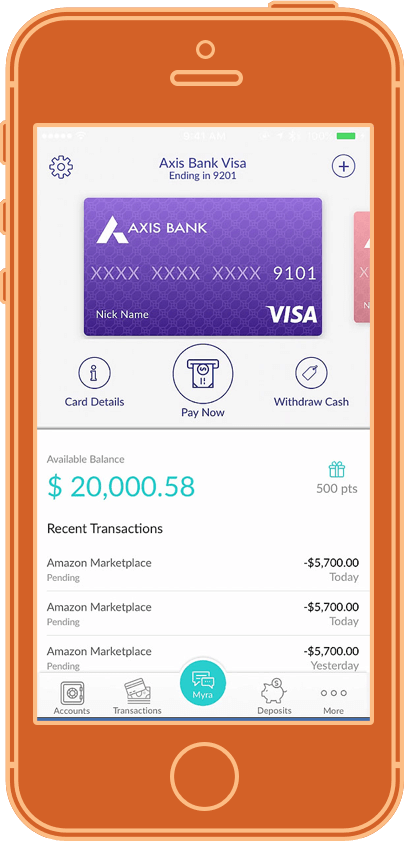 9:41 AM
Axis Bank Visa
Ending in 9201
AXIS BANK
XXXX XXXX XXXX 9101
Nick Name
VISA
Card Details
Pay Now
Withdraw Cash
Available Balance
$ 20,000.58
500 pts
Recent Transactions
Amazon Marketplace -$5,700.00
Pending Today
Amazon Marketplace -$5,700.00
Pending Today
Amazon Marketplace -$5,700.00
Pending Yesterday
Accounts
Transactions
Myra
Deposits
More